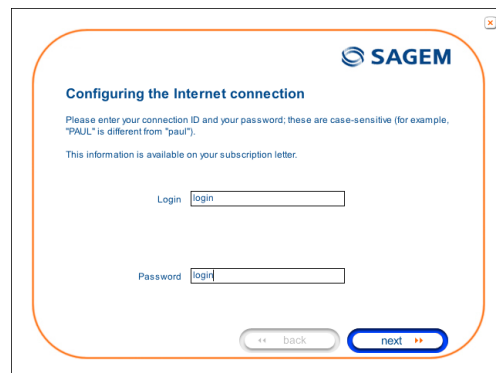 SAGEM
Configuring the Internet connection
Please enter your connection ID and your password; these are case-sensitive (for example,
"PAUL" is different from "paul").
This information is available on your subscription letter.
Login login
Password login
back next